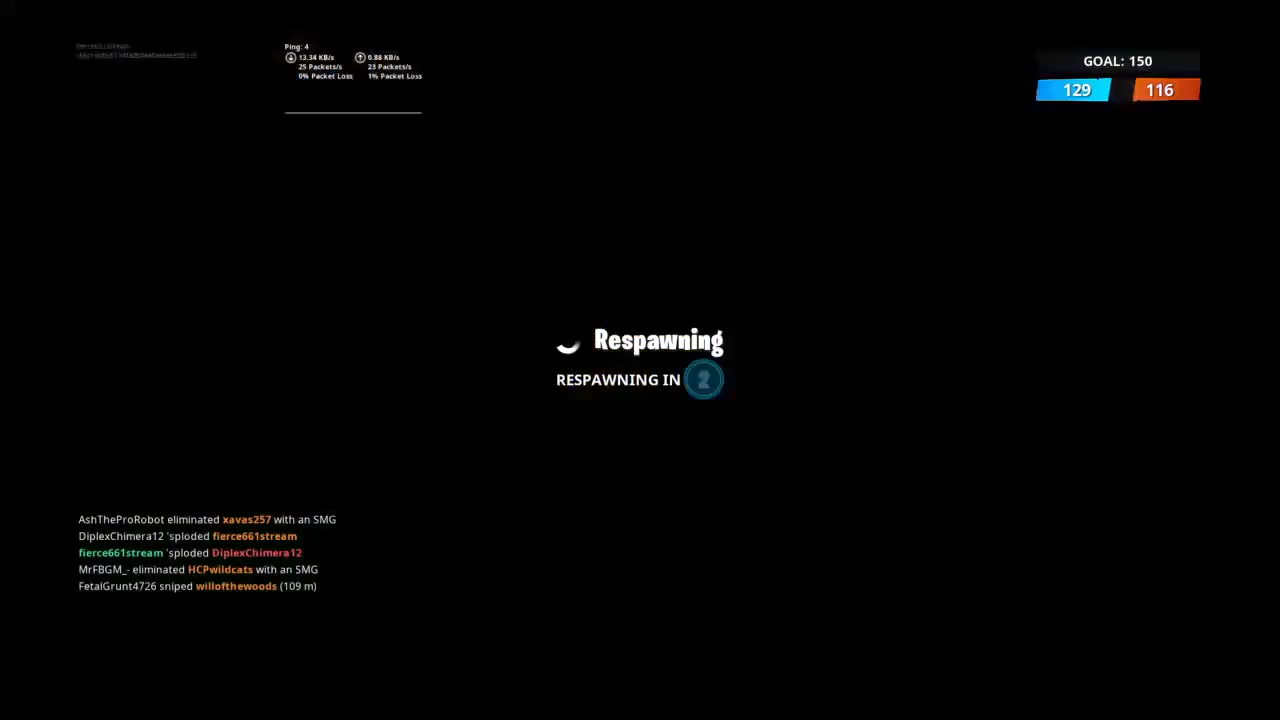 Ping: 4
13.34 KB/s 0.88 KB/s
25 Packets/s 23 Packets/s
0% Packet Loss 1% Packet Loss
GOAL: 150
129 116
Respawning
RESPAWNING IN 2
AshTheProRobot eliminated xavas257 with an SMG
DiplexChimera12 'sploded fierce661stream
fierce661stream 'sploded DiplexChimera12
MrFBGM_- eliminated HCPwildcats with an SMG
FetalGrunt4726 sniped willofthewoods (109 m)